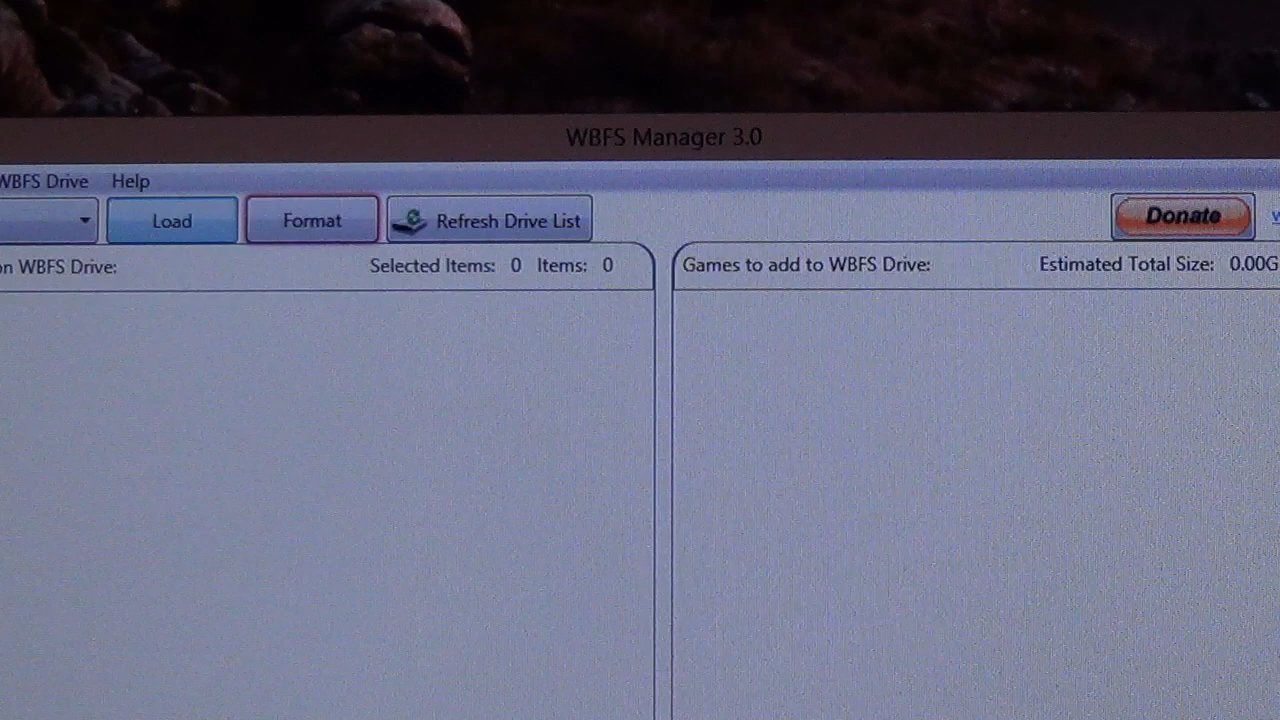 WBFS Manager 3.0
WBFS Drive Help
Load Format Refresh Drive List Donate
on WBFS Drive: Selected Items: 0 Items: 0 Games to add to WBFS Drive: Estimated Total Size: 0.00G